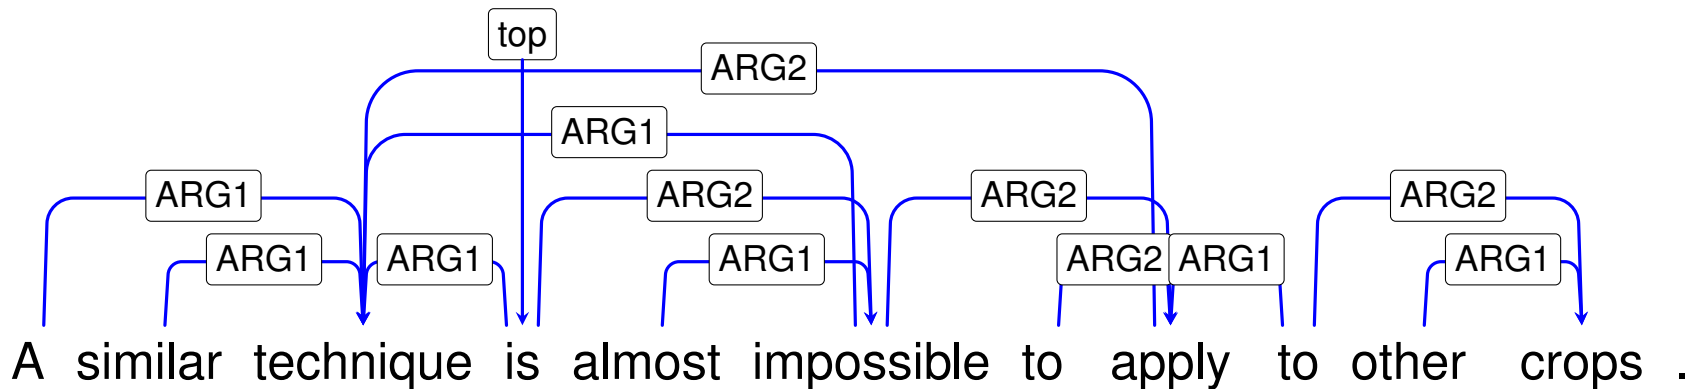 top
ARG2
ARG1
ARG1 ARG2 ARG2 ARG2
ARG1 ARG1 ARG1 ARG2 ARG1 ARG1
A similar technique is almost impossible to apply to other crops .